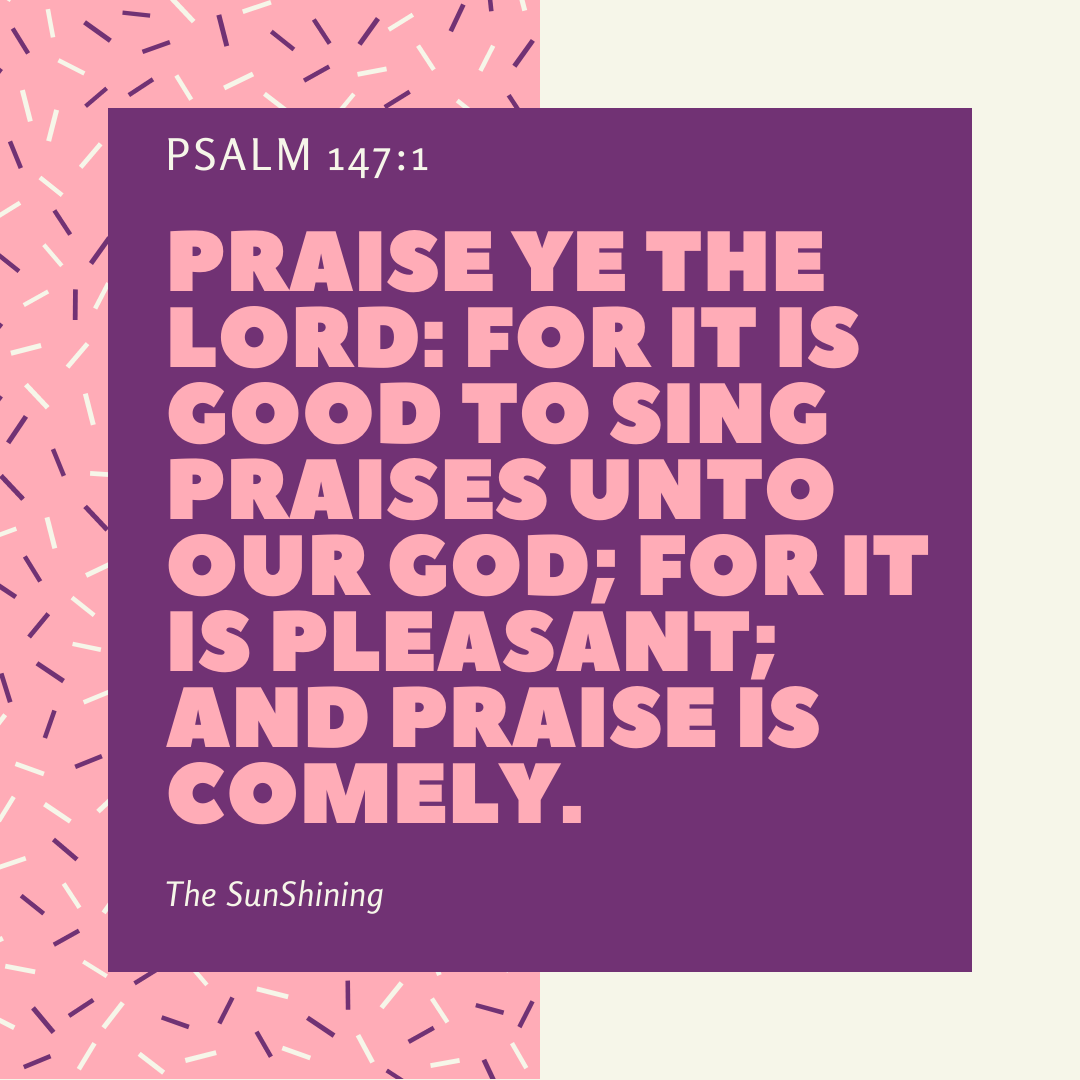 PSALM 147:1
PRAISE YE THE
LORD: FOR IT IS
GOOD TO SING
PRAISES UNTO
OUR GOD; FOR IT
IS PLEASANT;
AND PRAISE IS
COMELY.
The SunShining